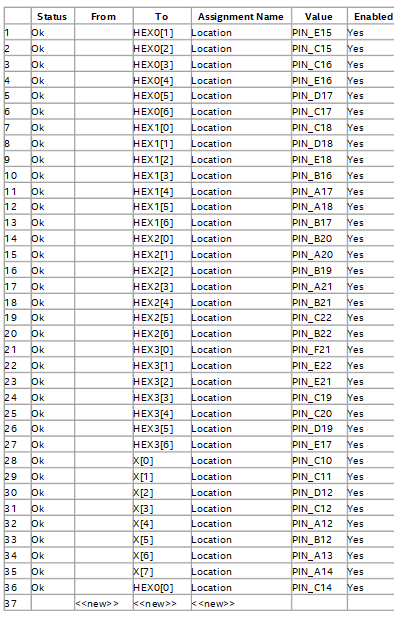 Status From To Assignment Name Value Enabled
1 Ok HEX0[1] Location PIN_E15 Yes
2 Ok HEX0[2] Location PIN_C15 Yes
3 Ok HEX0[3] Location PIN_C16 Yes
4 Ok HEX0[4] Location PIN_E16 Yes
5 Ok HEX0[5] Location PIN_D17 Yes
6 Ok HEX0[6] Location PIN_C17 Yes
7 Ok HEX1[0] Location PIN_C18 Yes
8 Ok HEX1[1] Location PIN_D18 Yes
9 Ok HEX1[2] Location PIN_E18 Yes
10 Ok HEX1[3] Location PIN_B16 Yes
11 Ok HEX1[4] Location PIN_A17 Yes
12 Ok HEX1[5] Location PIN_A18 Yes
13 Ok HEX1[6] Location PIN_B17 Yes
14 Ok HEX2[0] Location PIN_B20 Yes
15 Ok HEX2[1] Location PIN_A20 Yes
16 Ok HEX2[2] Location PIN_B19 Yes
17 Ok HEX2[3] Location PIN_A21 Yes
18 Ok HEX2[4] Location PIN_B21 Yes
19 Ok HEX2[5] Location PIN_C22 Yes
20 Ok HEX2[6] Location PIN_B22 Yes
21 Ok HEX3[0] Location PIN_F21 Yes
22 Ok HEX3[1] Location PIN_E22 Yes
23 Ok HEX3[2] Location PIN_E21 Yes
24 Ok HEX3[3] Location PIN_C19 Yes
25 Ok HEX3[4] Location PIN_C20 Yes
26 Ok HEX3[5] Location PIN_D19 Yes
27 Ok HEX3[6] Location PIN_E17 Yes
28 Ok X[0] Location PIN_C10 Yes
29 Ok X[1] Location PIN_C11 Yes
30 Ok X[2] Location PIN_D12 Yes
31 Ok X[3] Location PIN_C12 Yes
32 Ok X[4] Location PIN_A12 Yes
33 Ok X[5] Location PIN_B12 Yes
34 Ok X[6] Location PIN_A13 Yes
35 Ok X[7] Location PIN_A14 Yes
36 Ok HEX0[0] Location PIN_C14 Yes
37 <<new>> <<new>> <<new>>